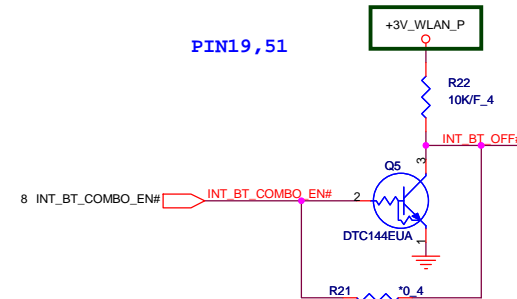 +3V_WLAN_P
PIN19,51
R22
10K/F_4
INT_BT_OFF#
Q5
3
8 INT_BT_COMBO_EN#
INT_BT_COMBO_EN#
2
DTC144EUA
1
R21
*0_4